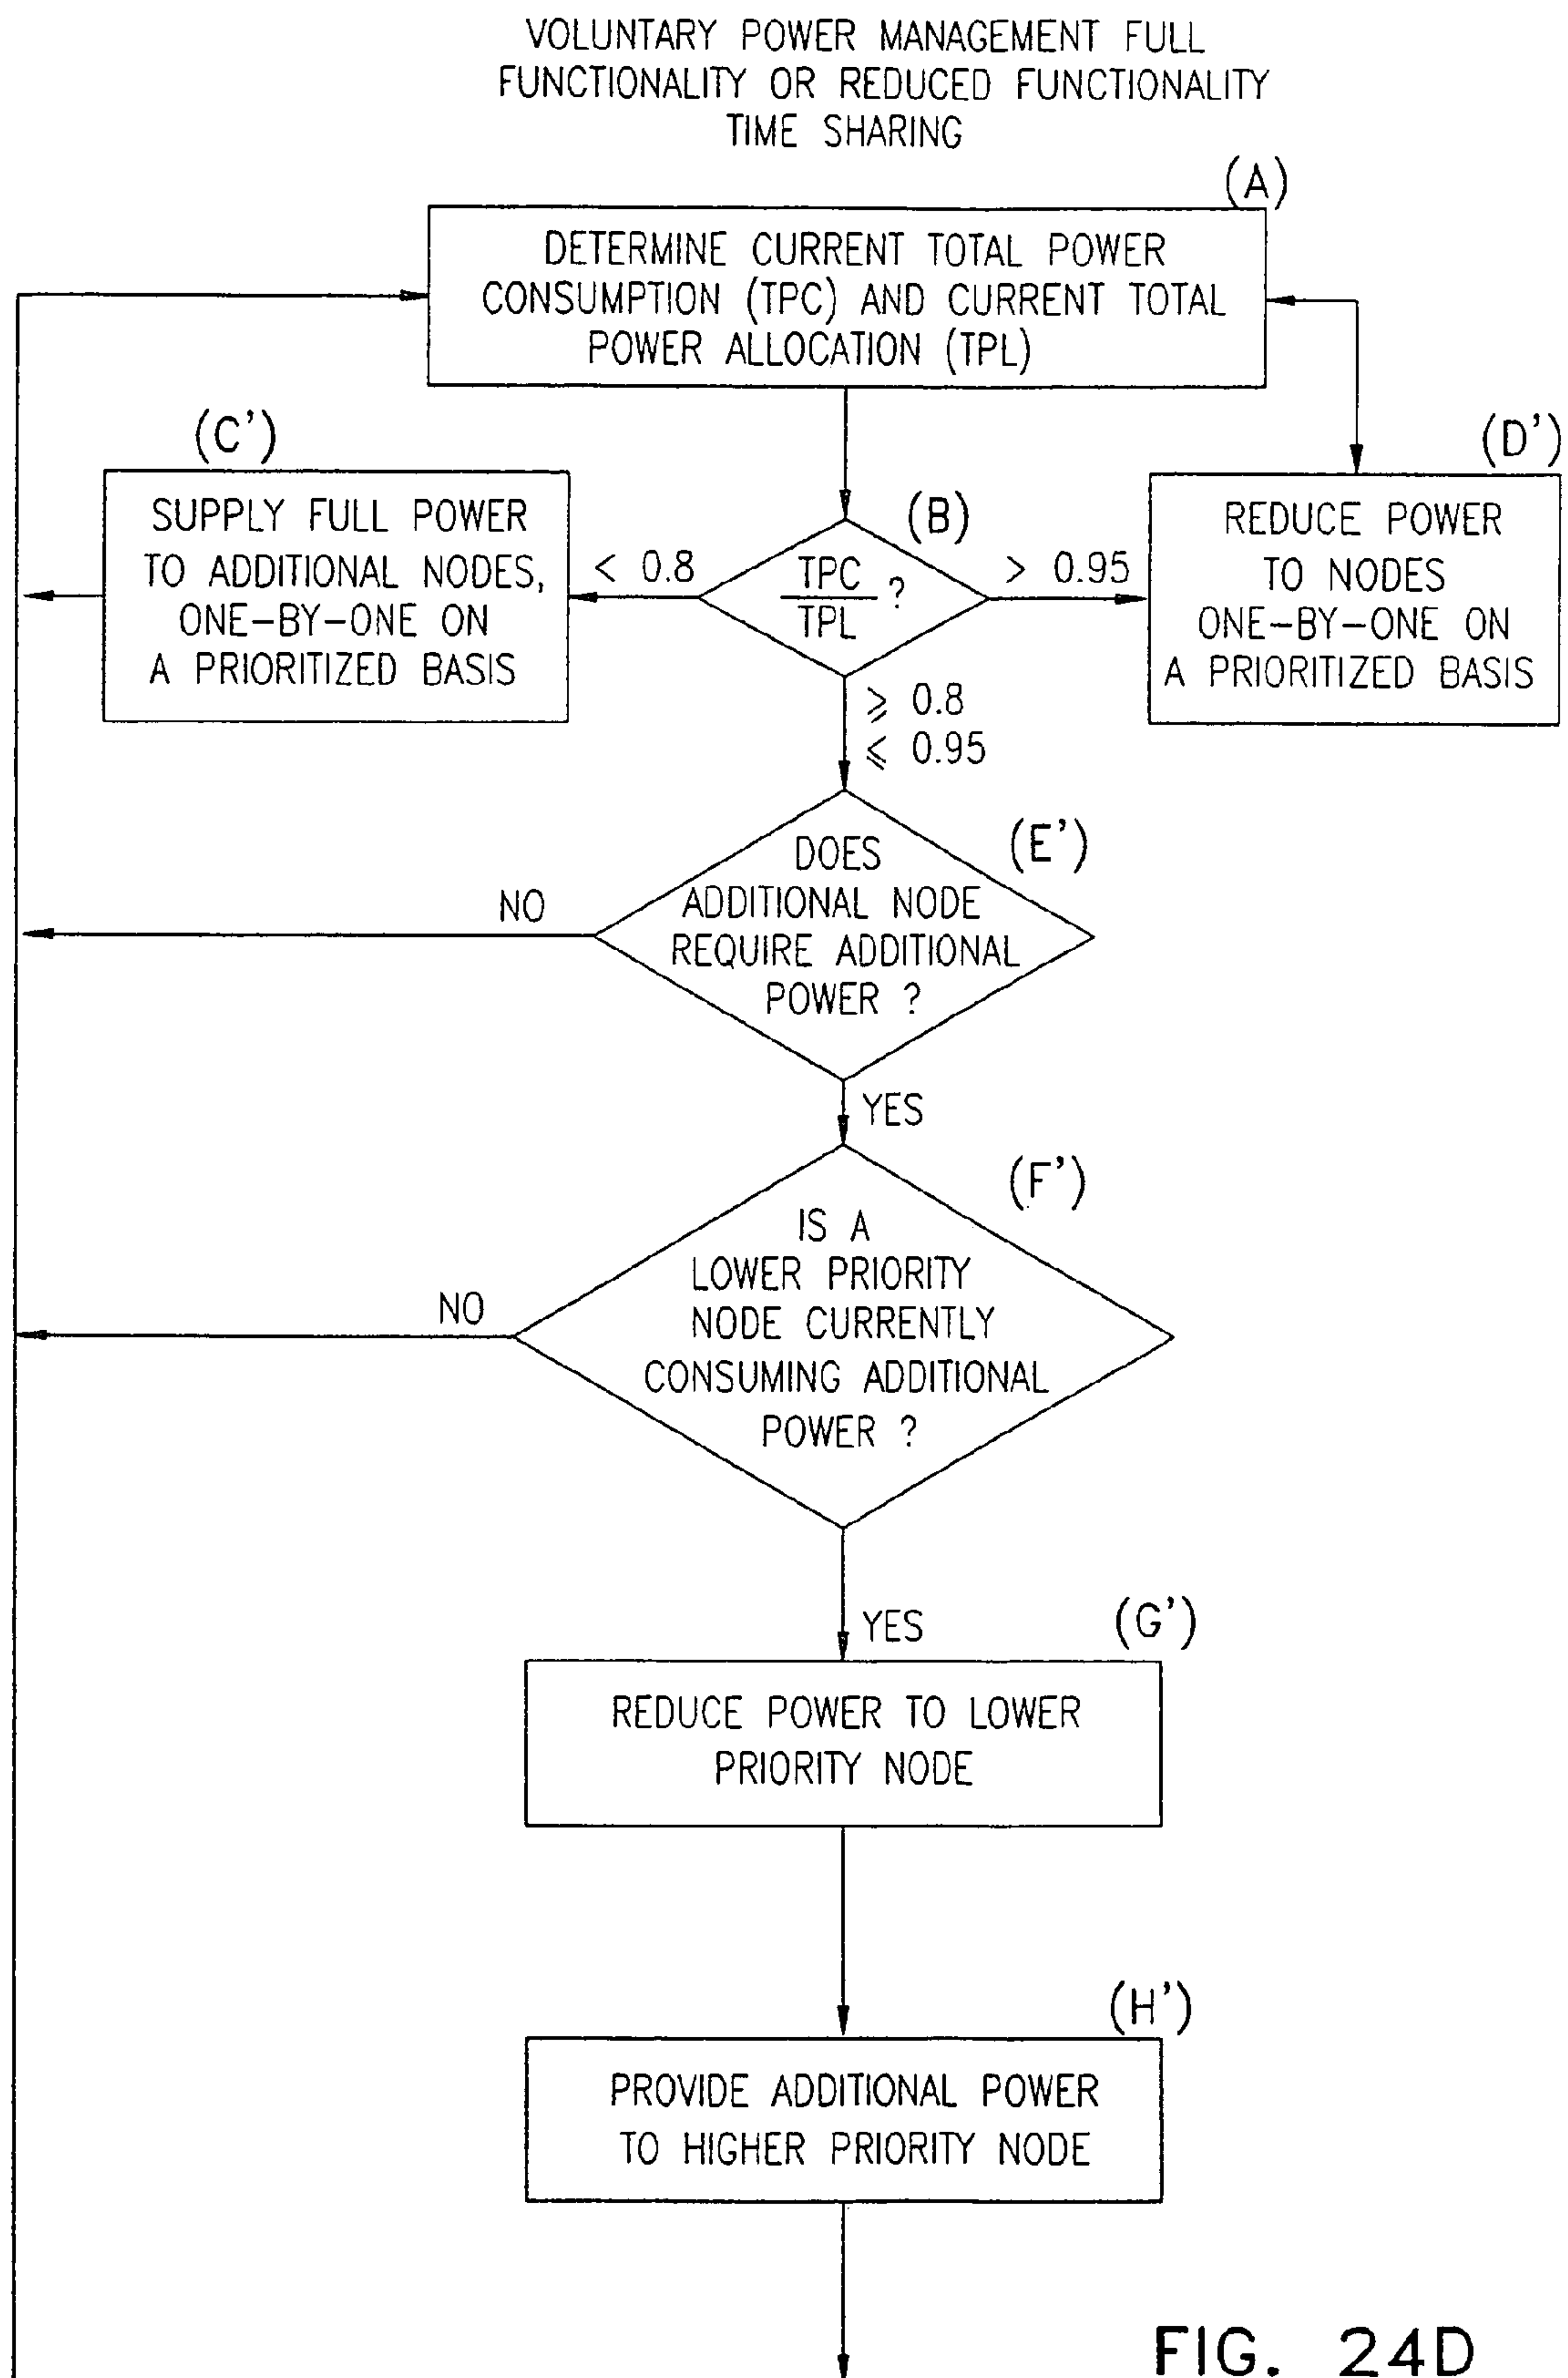 VOLUNTARY POWER MANAGEMENT FULL
FUNCTIONALITY OR REDUCED FUNCTIONALITY
TIME SHARING
(A)
DETERMINE CURRENT TOTAL POWER
CONSUMPTION (TPC) AND CURRENT TOTAL
POWER ALLOCATION (TPL)
(C')
SUPPLY FULL POWER
TO ADDITIONAL NODES,
ONE-BY-ONE ON
A PRIORITIZED BASIS
< 0.8
(B)
TPC
TPL
?
> 0.95
(D')
REDUCE POWER
TO NODES
ONE-BY-ONE ON
A PRIORITIZED BASIS
⩾ 0.8
⩽ 0.95
(E')
DOES
ADDITIONAL NODE
REQUIRE ADDITIONAL
POWER ?
NO
YES
(F')
IS A
LOWER PRIORITY
NODE CURRENTLY
CONSUMING ADDITIONAL
POWER ?
NO
YES
(G')
REDUCE POWER TO LOWER
PRIORITY NODE
(H')
PROVIDE ADDITIONAL POWER
TO HIGHER PRIORITY NODE
FIG. 24D